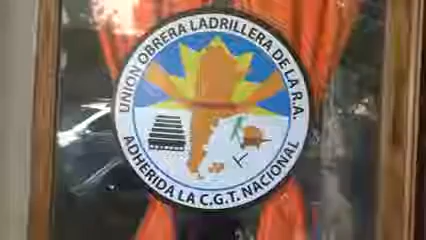 UNION OBRERA LADRILLERA DE LA R.A.
ADHERIDA LA C.G.T. NACIONAL